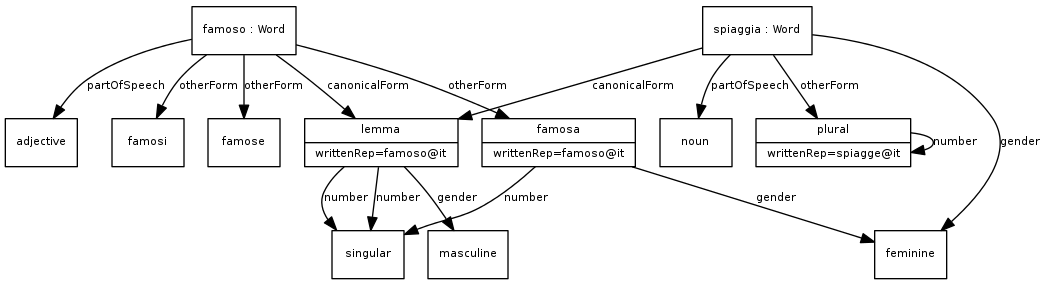 famoso : Word
spiaggia : Word
partOfSpeech
otherForm
otherForm
canonicalForm
otherForm
canonicalForm
partOfSpeech
otherForm
adjective
famosi
famose
lemma
writtenRep=famoso@it
famosa
writtenRep=famoso@it
noun
plural
writtenRep=spiagge@it
number
gender
number
number
gender
number
gender
singular
masculine
feminine